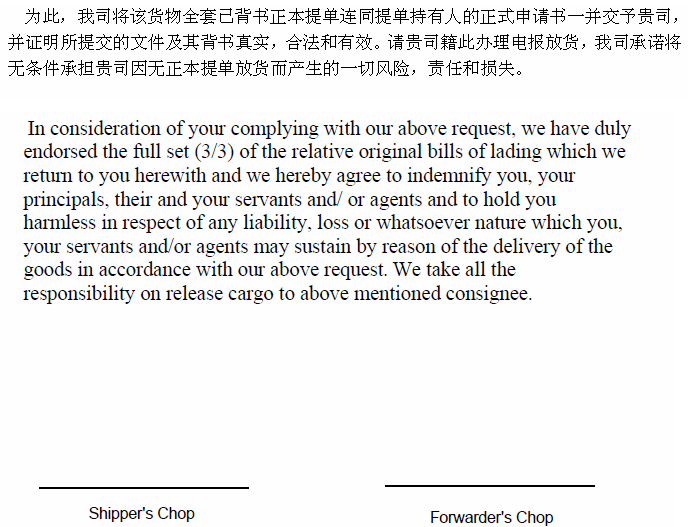 为此，我司将该货物全套已背书正本提单连同提单持有人的正式申请书一并交予贵司，
并证明所提交的文件及其背书真实，合法和有效。请贵司籍此办理电报放货，我司承诺将
无条件承担贵司因无正本提单放货而产生的一切风险，责任和损失。
In consideration of your complying with our above request, we have duly
endorsed the full set (3/3) of the relative original bills of lading which we
return to you herewith and we hereby agree to indemnify you, your
principals, their and your servants and/ or agents and to hold you
harmless in respect of any liability, loss or whatsoever nature which you,
your servants and/or agents may sustain by reason of the delivery of the
goods in accordance with our above request. We take all the
responsibility on release cargo to above mentioned consignee.
Shipper's Chop
Forwarder's Chop